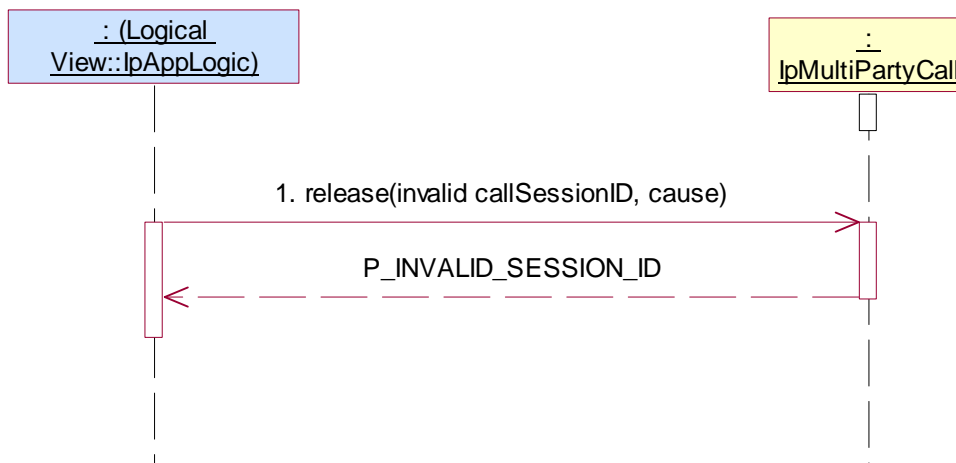 : (Logical
View::IpAppLogic)
:
IpMultiPartyCall
1. release(invalid callSessionID, cause)
P_INVALID_SESSION_ID